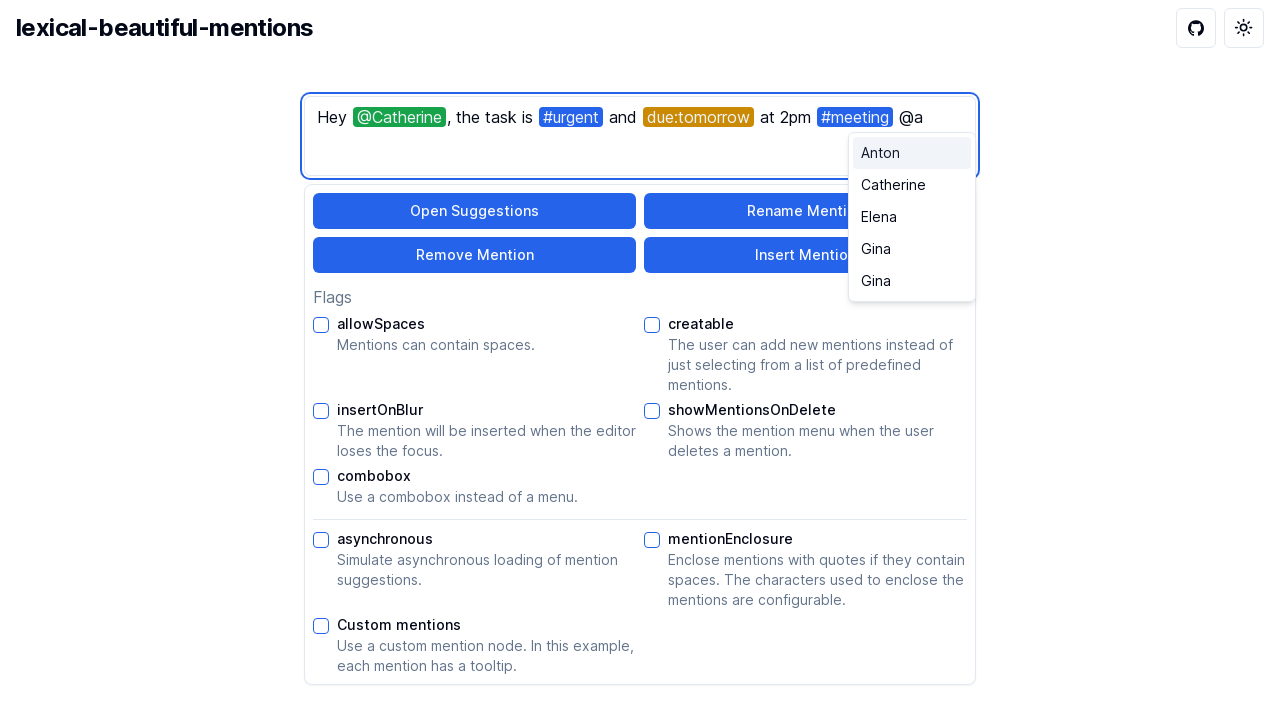 lexical-beautiful-mentions
Hey @Catherine, the task is #urgent and due:tomorrow at 2pm #meeting @a
Anton
Catherine
Elena
Gina
Gina
Open Suggestions
Rename
Remove Mention
Insert
Flags
allowSpaces
Mentions can contain spaces.
creatable
The user can add new mentions instead of
just selecting from a list of predefined
mentions.
insertOnBlur
The mention will be inserted when the editor
loses the focus.
showMentionsOnDelete
Shows the mention menu when the user
deletes a mention.
combobox
Use a combobox instead of a menu.
asynchronous
Simulate asynchronous loading of mention
suggestions.
mentionEnclosure
Enclose mentions with quotes if they contain
spaces. The characters used to enclose the
mentions are configurable.
Custom mentions
Use a custom mention node. In this example,
each mention has a tooltip.